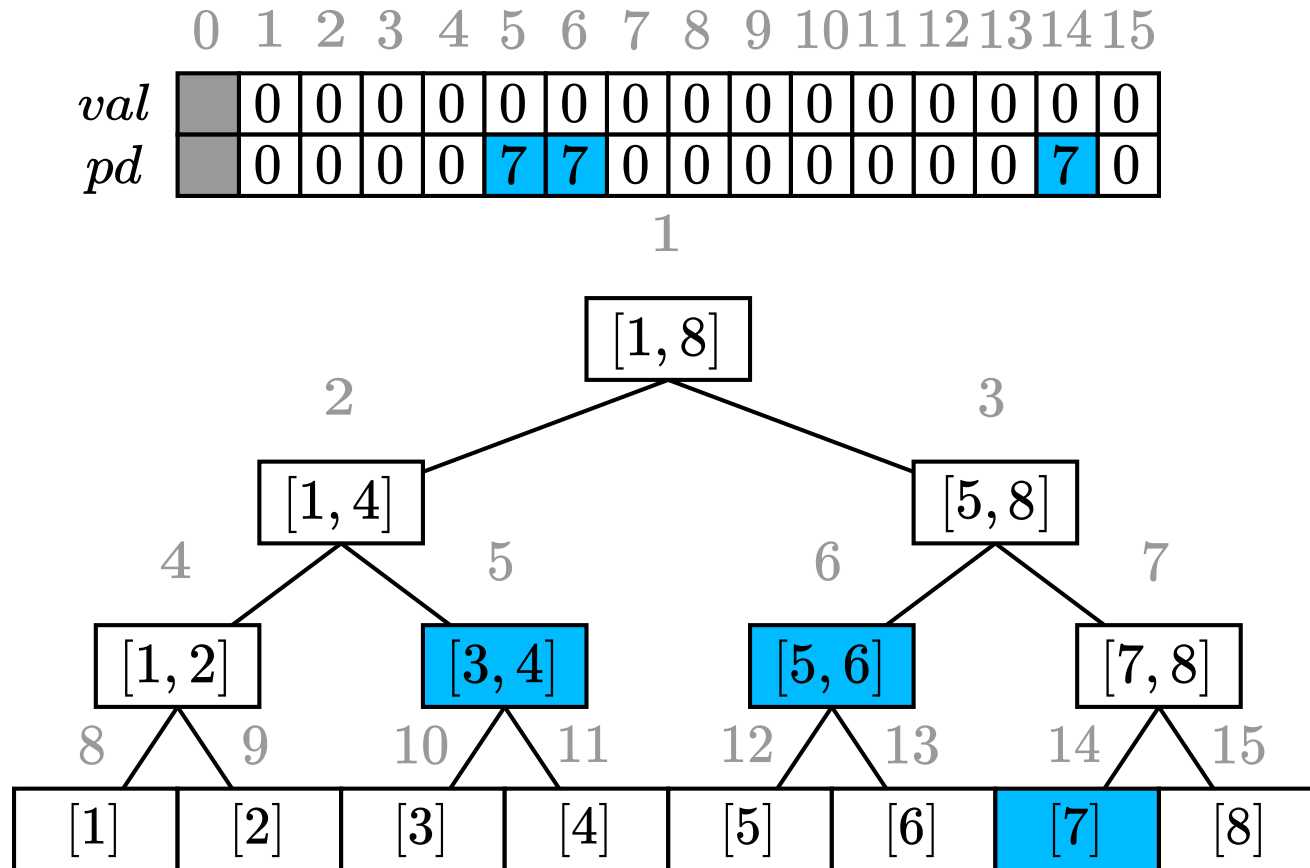 0 1 2 3 4 5 6 7 8 9 10 11 12 13 14 15
val 0 0 0 0 0 0 0 0 0 0 0 0 0 0 0
pd 0 0 0 0 7 7 0 0 0 0 0 0 0 7 0
1
[1, 8]
2 3
[1, 4] [5, 8]
4 5 6 7
[1, 2] [3, 4] [5, 6] [7, 8]
8 9 10 11 12 13 14 15
[1] [2] [3] [4] [5] [6] [7] [8]